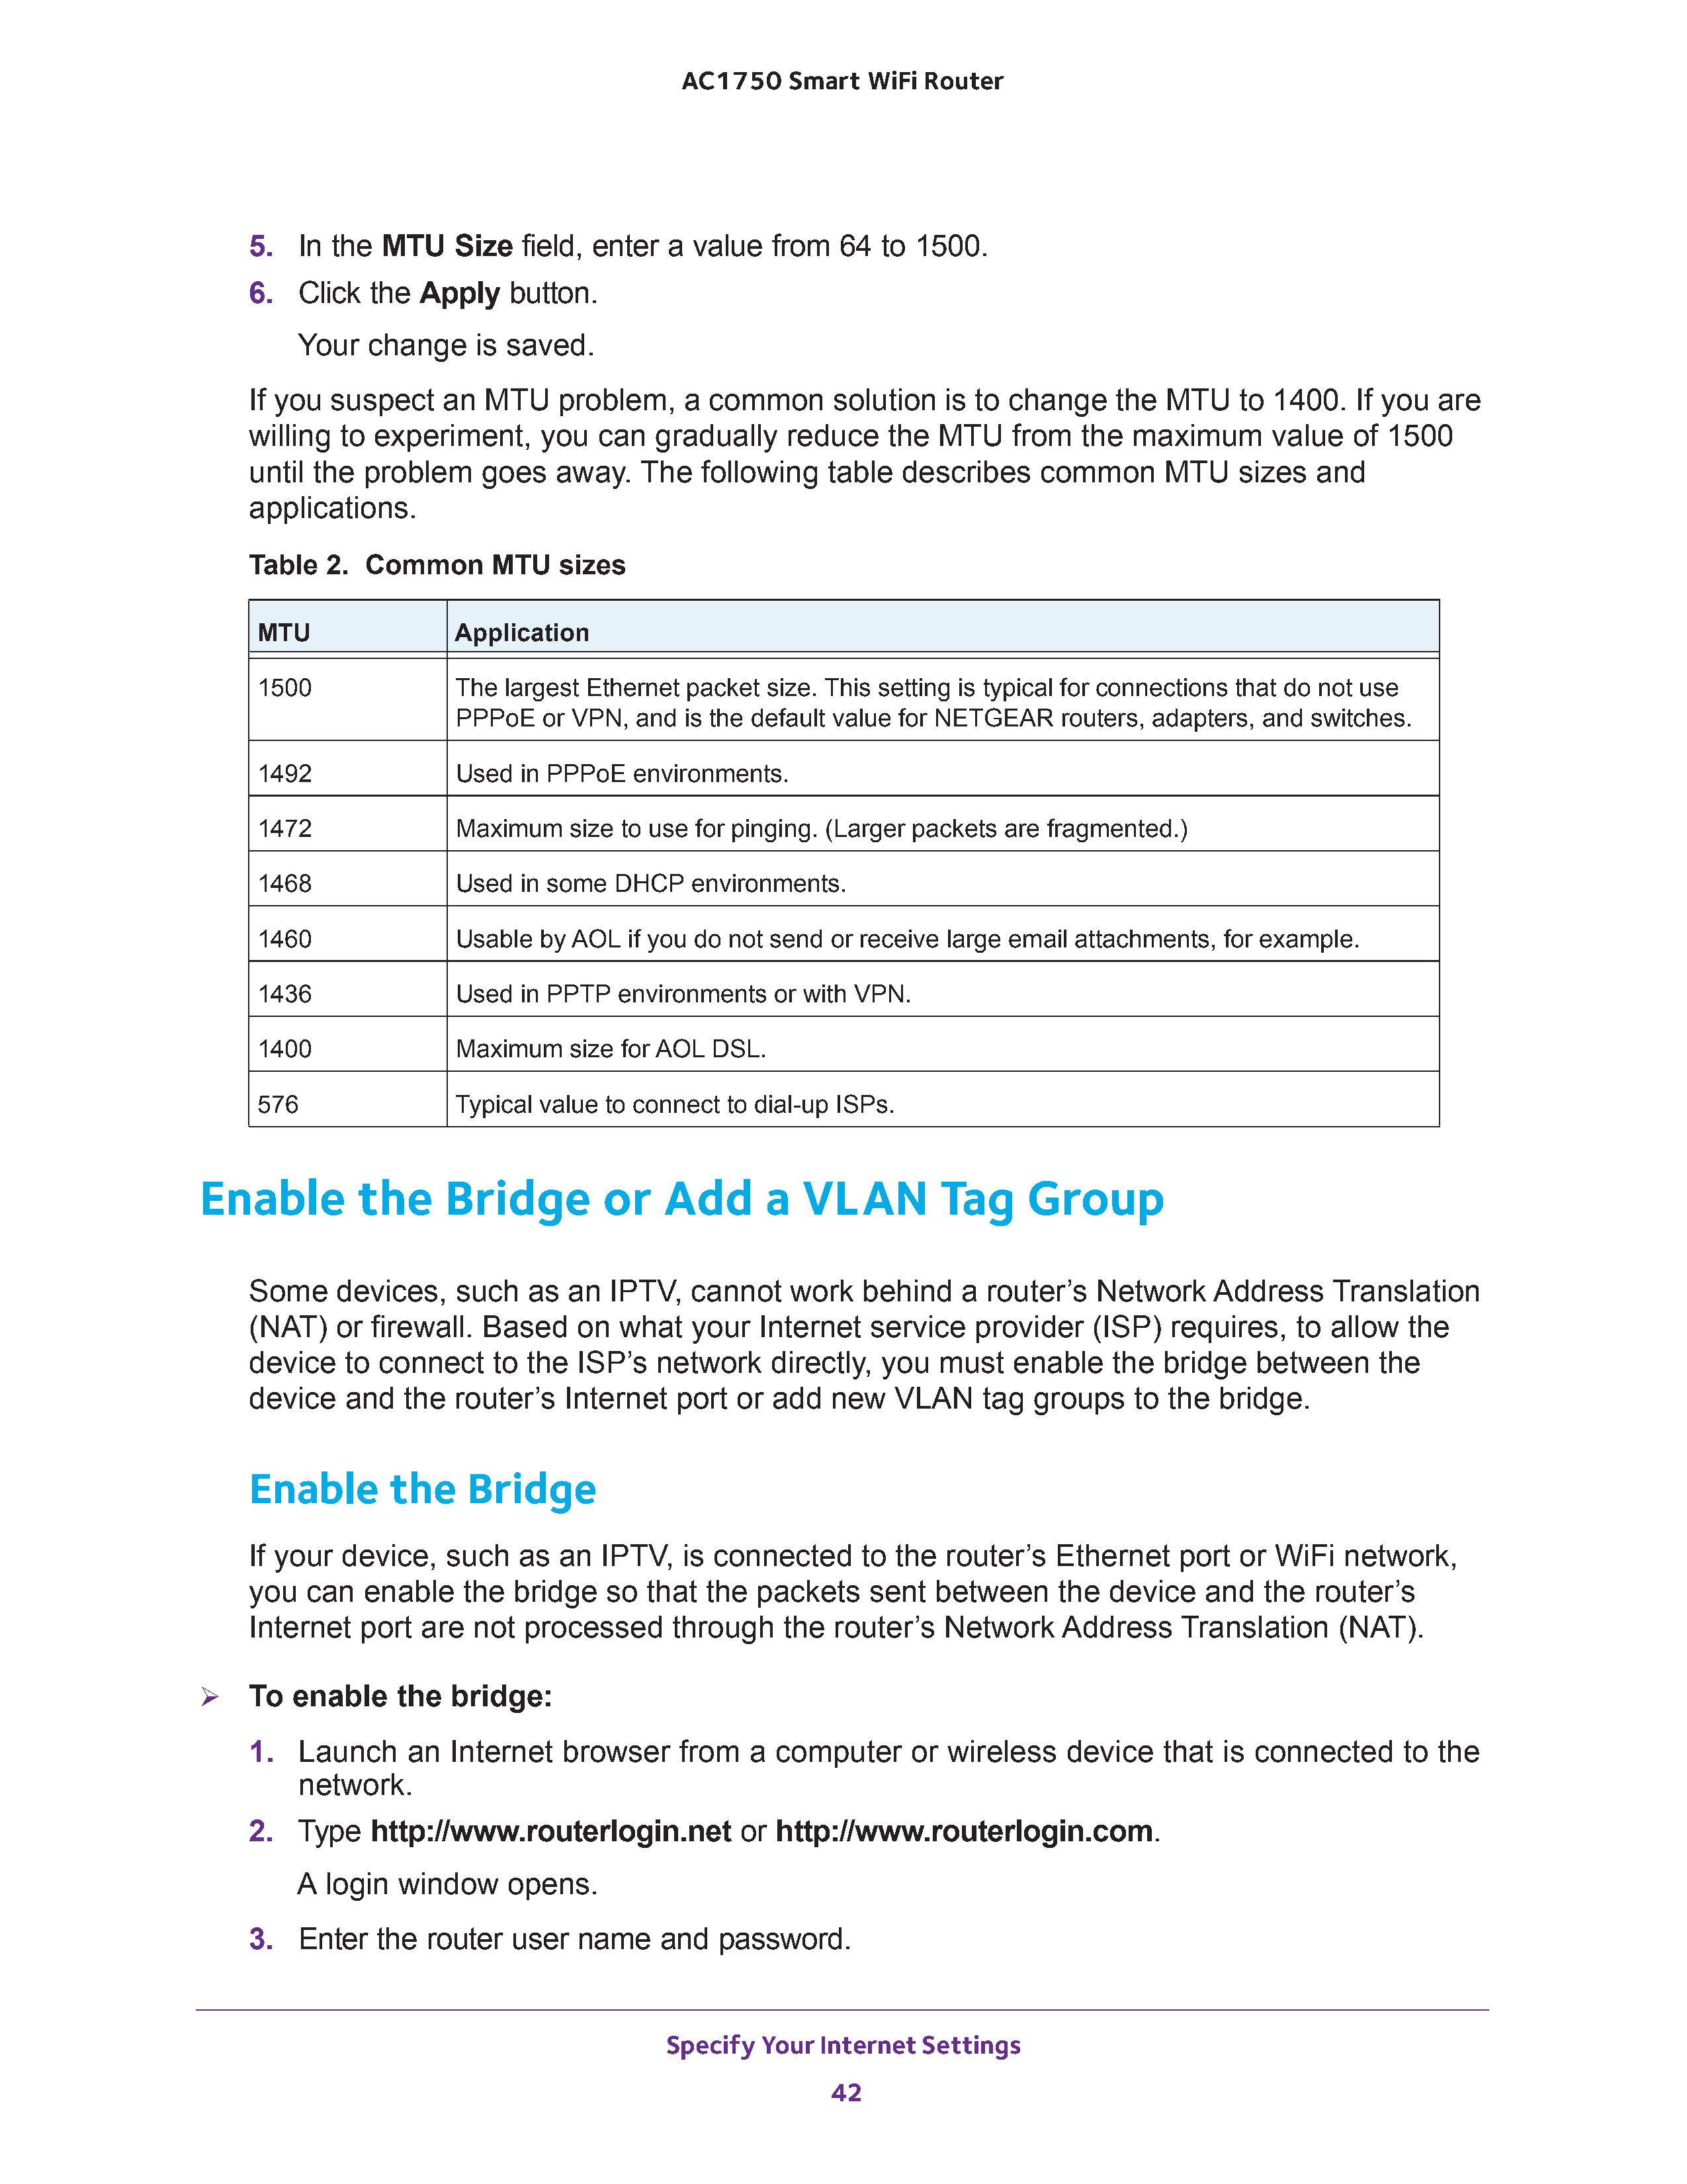 AC1750 Smart WiFi Router
5. In the MTU Size field, enter a value from 64 to 1500.
6. Click the Apply button.
Your change is saved.
If you suspect an MTU problem, a common solution is to change the MTU to 1400. If you are
willing to experiment, you can gradually reduce the MTU from the maximum value of 1500
until the problem goes away. The following table describes common MTU sizes and
applications.
Table 2. Common MTU sizes
MTU Application
1500 The largest Ethernet packet size. This setting is typical for connections that do not use
PPPoE or VPN, and is the default value for NETGEAR routers, adapters, and switches.
1492 Used in PPPoE environments.
1472 Maximum size to use for pinging. (Larger packets are fragmented.)
1468 Used in some DHCP environments.
1460 Usable by AOL if you do not send or receive large email attachments, for example.
1436 Used in PPTP environments or with VPN.
1400 Maximum size for AOL DSL.
576 Typical value to connect to dial-up ISPs.
Enable the Bridge or Add a VLAN Tag Group
Some devices, such as an IPTV, cannot work behind a router’s Network Address Translation
(NAT) or firewall. Based on what your Internet service provider (ISP) requires, to allow the
device to connect to the ISP’s network directly, you must enable the bridge between the
device and the router’s Internet port or add new VLAN tag groups to the bridge.
Enable the Bridge
If your device, such as an IPTV, is connected to the router’s Ethernet port or WiFi network,
you can enable the bridge so that the packets sent between the device and the router’s
Internet port are not processed through the router’s Network Address Translation (NAT).
➢ To enable the bridge:
1. Launch an Internet browser from a computer or wireless device that is connected to the
network.
2. Type http://www.routerlogin.net or http://www.routerlogin.com.
A login window opens.
3. Enter the router user name and password.
Specify Your Internet Settings
42